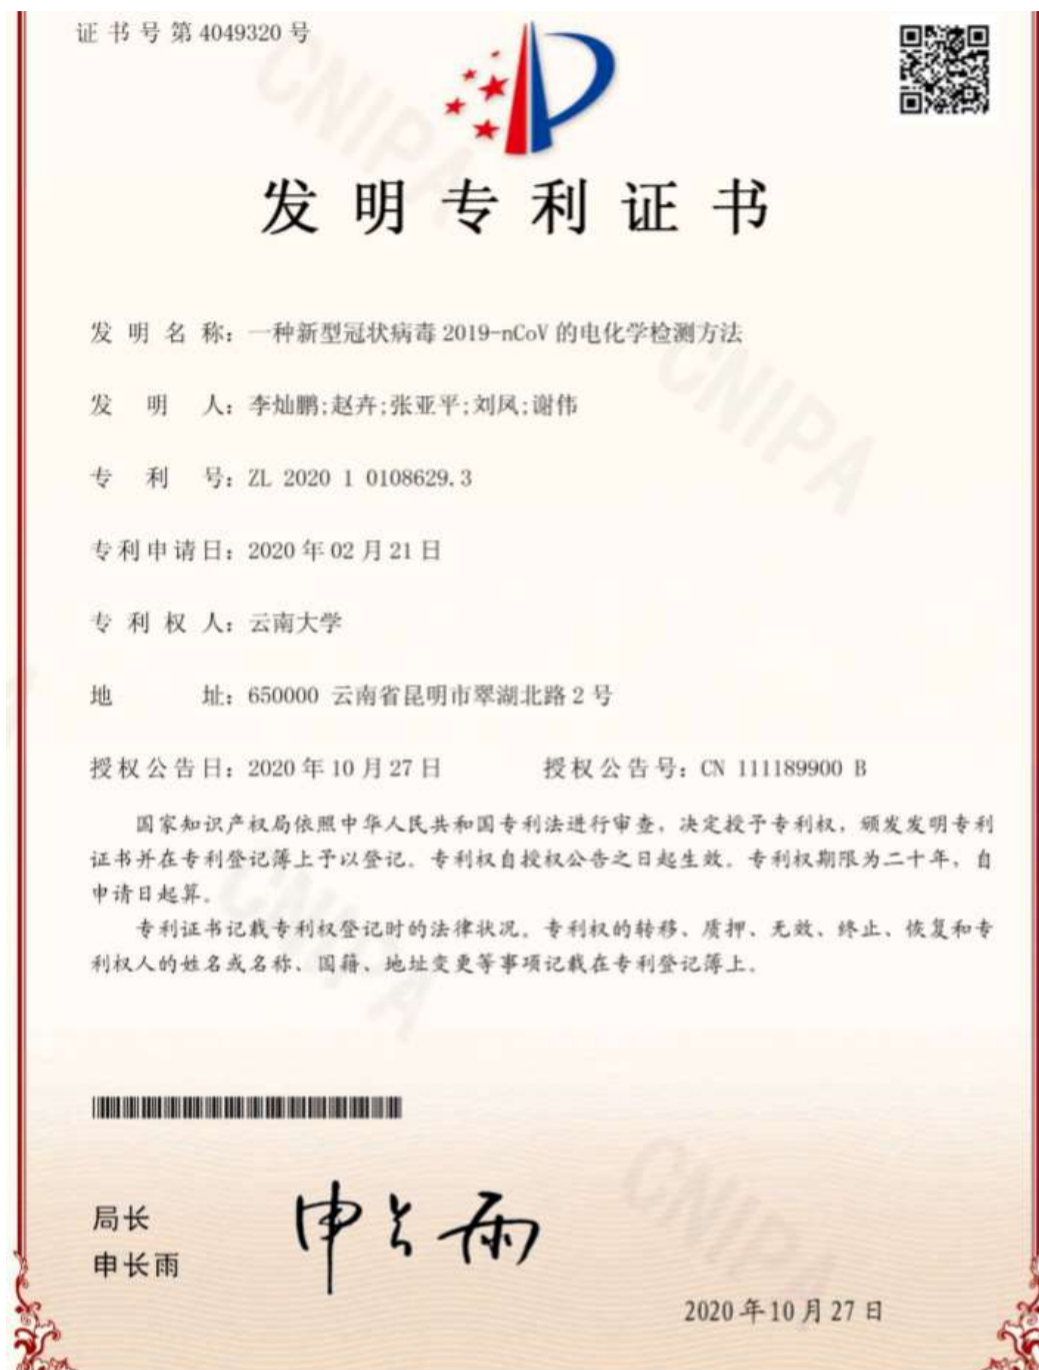 证书号第4049320号
发明专利证书
发明名称：一种新型冠状病毒2019-nCoV的电化学检测方法
发明人：李灿鹏;赵卉;张亚平;刘凤;谢伟
专利号：ZL 2020 1 0108629.3
专利申请日：2020年02月21日
专利权人：云南大学
地址：650000 云南省昆明市翠湖北路2号
授权公告日：2020年10月27日 授权公告号：CN 111189900 B
国家知识产权局依照中华人民共和国专利法进行审查，决定授予专利权，颁发发明专利
证书并在专利登记簿上予以登记。专利权自授权公告之日起生效。专利权期限为二十年，自
申请日起算。
专利证书记载专利权登记时的法律状况。专利权的转移、质押、无效、终止、恢复和专
利权人的姓名或名称、国籍、地址变更等事项记载在专利登记簿上。
局长
申长雨
申长雨
2020年10月27日
CNIPA
CNIPA
CNIPA
CNIPA